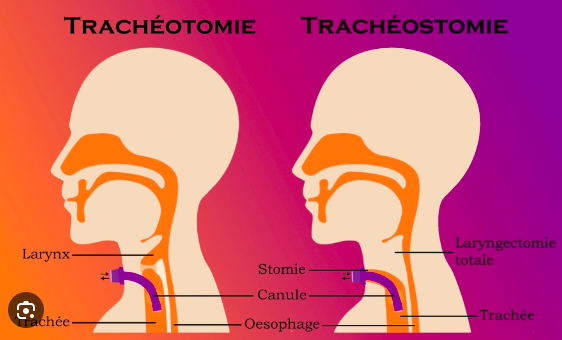 TRACHÉOTOMIE
TRACHÉOSTOMIE
Larynx
Laryngectomie
totale
Stomie
Canule
Trachée
Trachée
Oesophage